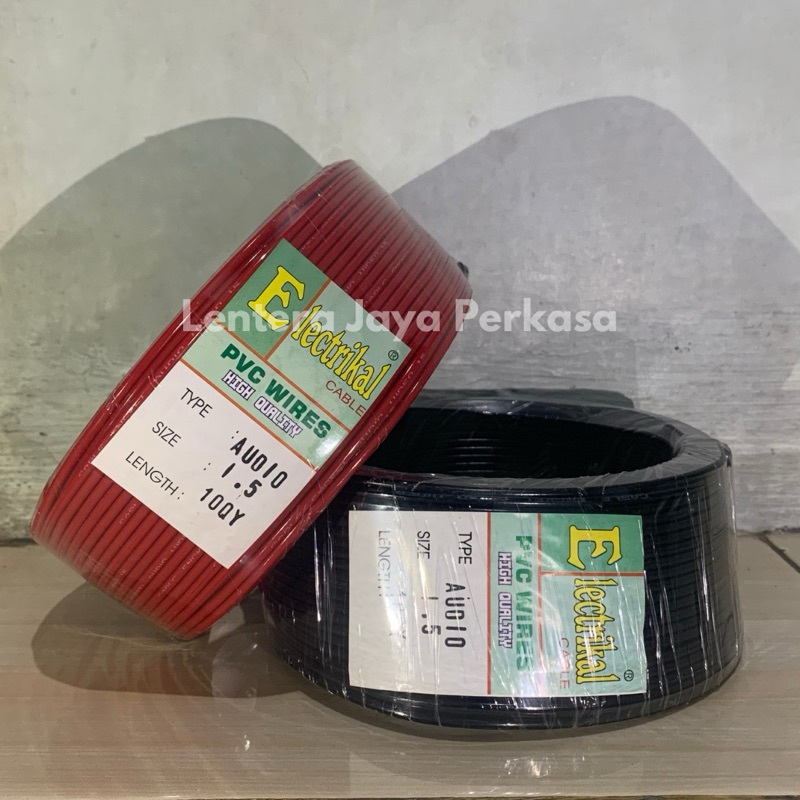 Lentera Jaya Perkasa
Electrikal®
CABLE
PVC WIRES
HIGH QUALITY
TYPE : AUDIO
SIZE : 1.5
LENGTH : 100Y
Electrikal®
CABLE
PVC WIRES
HIGH QUALITY
TYPE AUDIO
SIZE 1.5
LENGTH